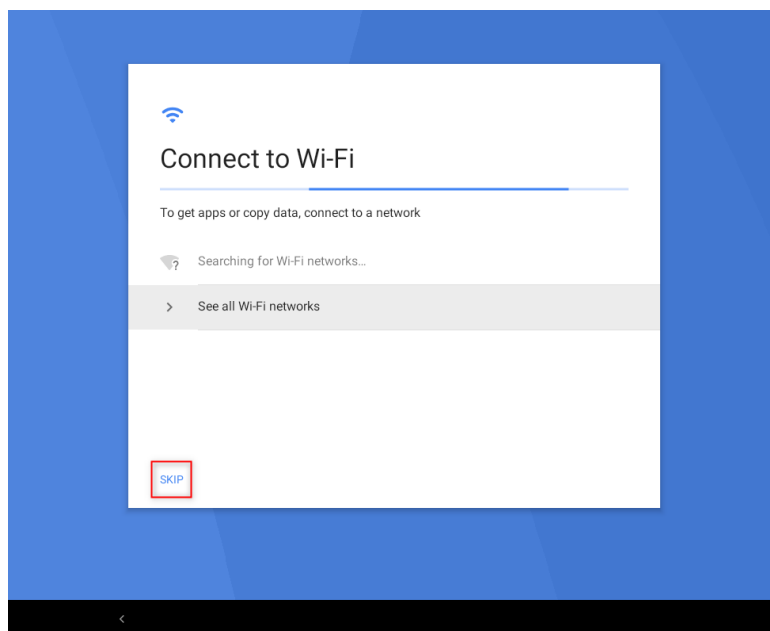 Connect to Wi-Fi
To get apps or copy data, connect to a network
Searching for Wi-Fi networks...
See all Wi-Fi networks
SKIP